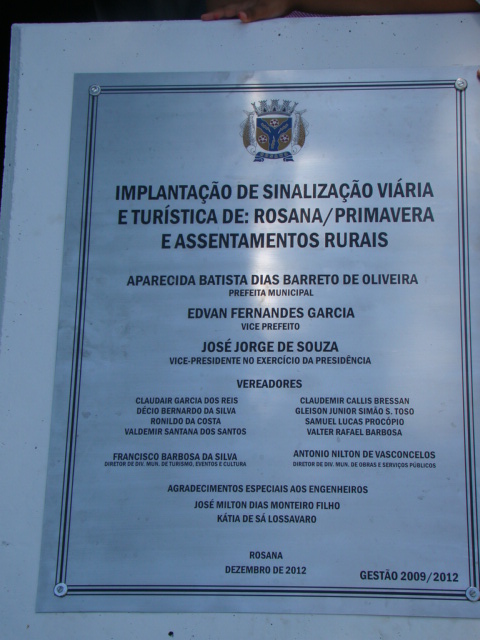 IMPLANTAÇÃO DE SINALIZAÇÃO VIÁRIA
E TURÍSTICA DE: ROSANA/PRIMAVERA
E ASSENTAMENTOS RURAIS
APARECIDA BATISTA DIAS BARRETO DE OLIVEIRA
PREFEITA MUNICIPAL
EDVAN FERNANDES GARCIA
VICE PREFEITO
JOSÉ JORGE DE SOUZA
VICE-PRESIDENTE NO EXERCÍCIO DA PRESIDÊNCIA
VEREADORES
CLAUDAIR GARCIA DOS REIS
DÉCIO BERNARDO DA SILVA
RONILDO DA COSTA
VALDEMIR SANTANA DOS SANTOS
CLAUDEMIR CALLIS BRESSAN
GLEISON JUNIOR SIMÃO S. TOSO
SAMUEL LUCAS PROCÓPIO
VALTER RAFAEL BARBOSA
FRANCISCO BARBOSA DA SILVA
DIRETOR DE DIV. MUN. DE TURISMO, EVENTOS E CULTURA
ANTONIO NILTON DE VASCONCELOS
DIRETOR DE DIV. MUN. DE OBRAS E SERVIÇOS PÚBLICOS
AGRADECIMENTOS ESPECIAIS AOS ENGENHEIROS
JOSÉ MILTON DIAS MONTEIRO FILHO
KÁTIA DE SÁ LOSSAVARO
ROSANA
DEZEMBRO DE 2012
GESTÃO 2009/2012